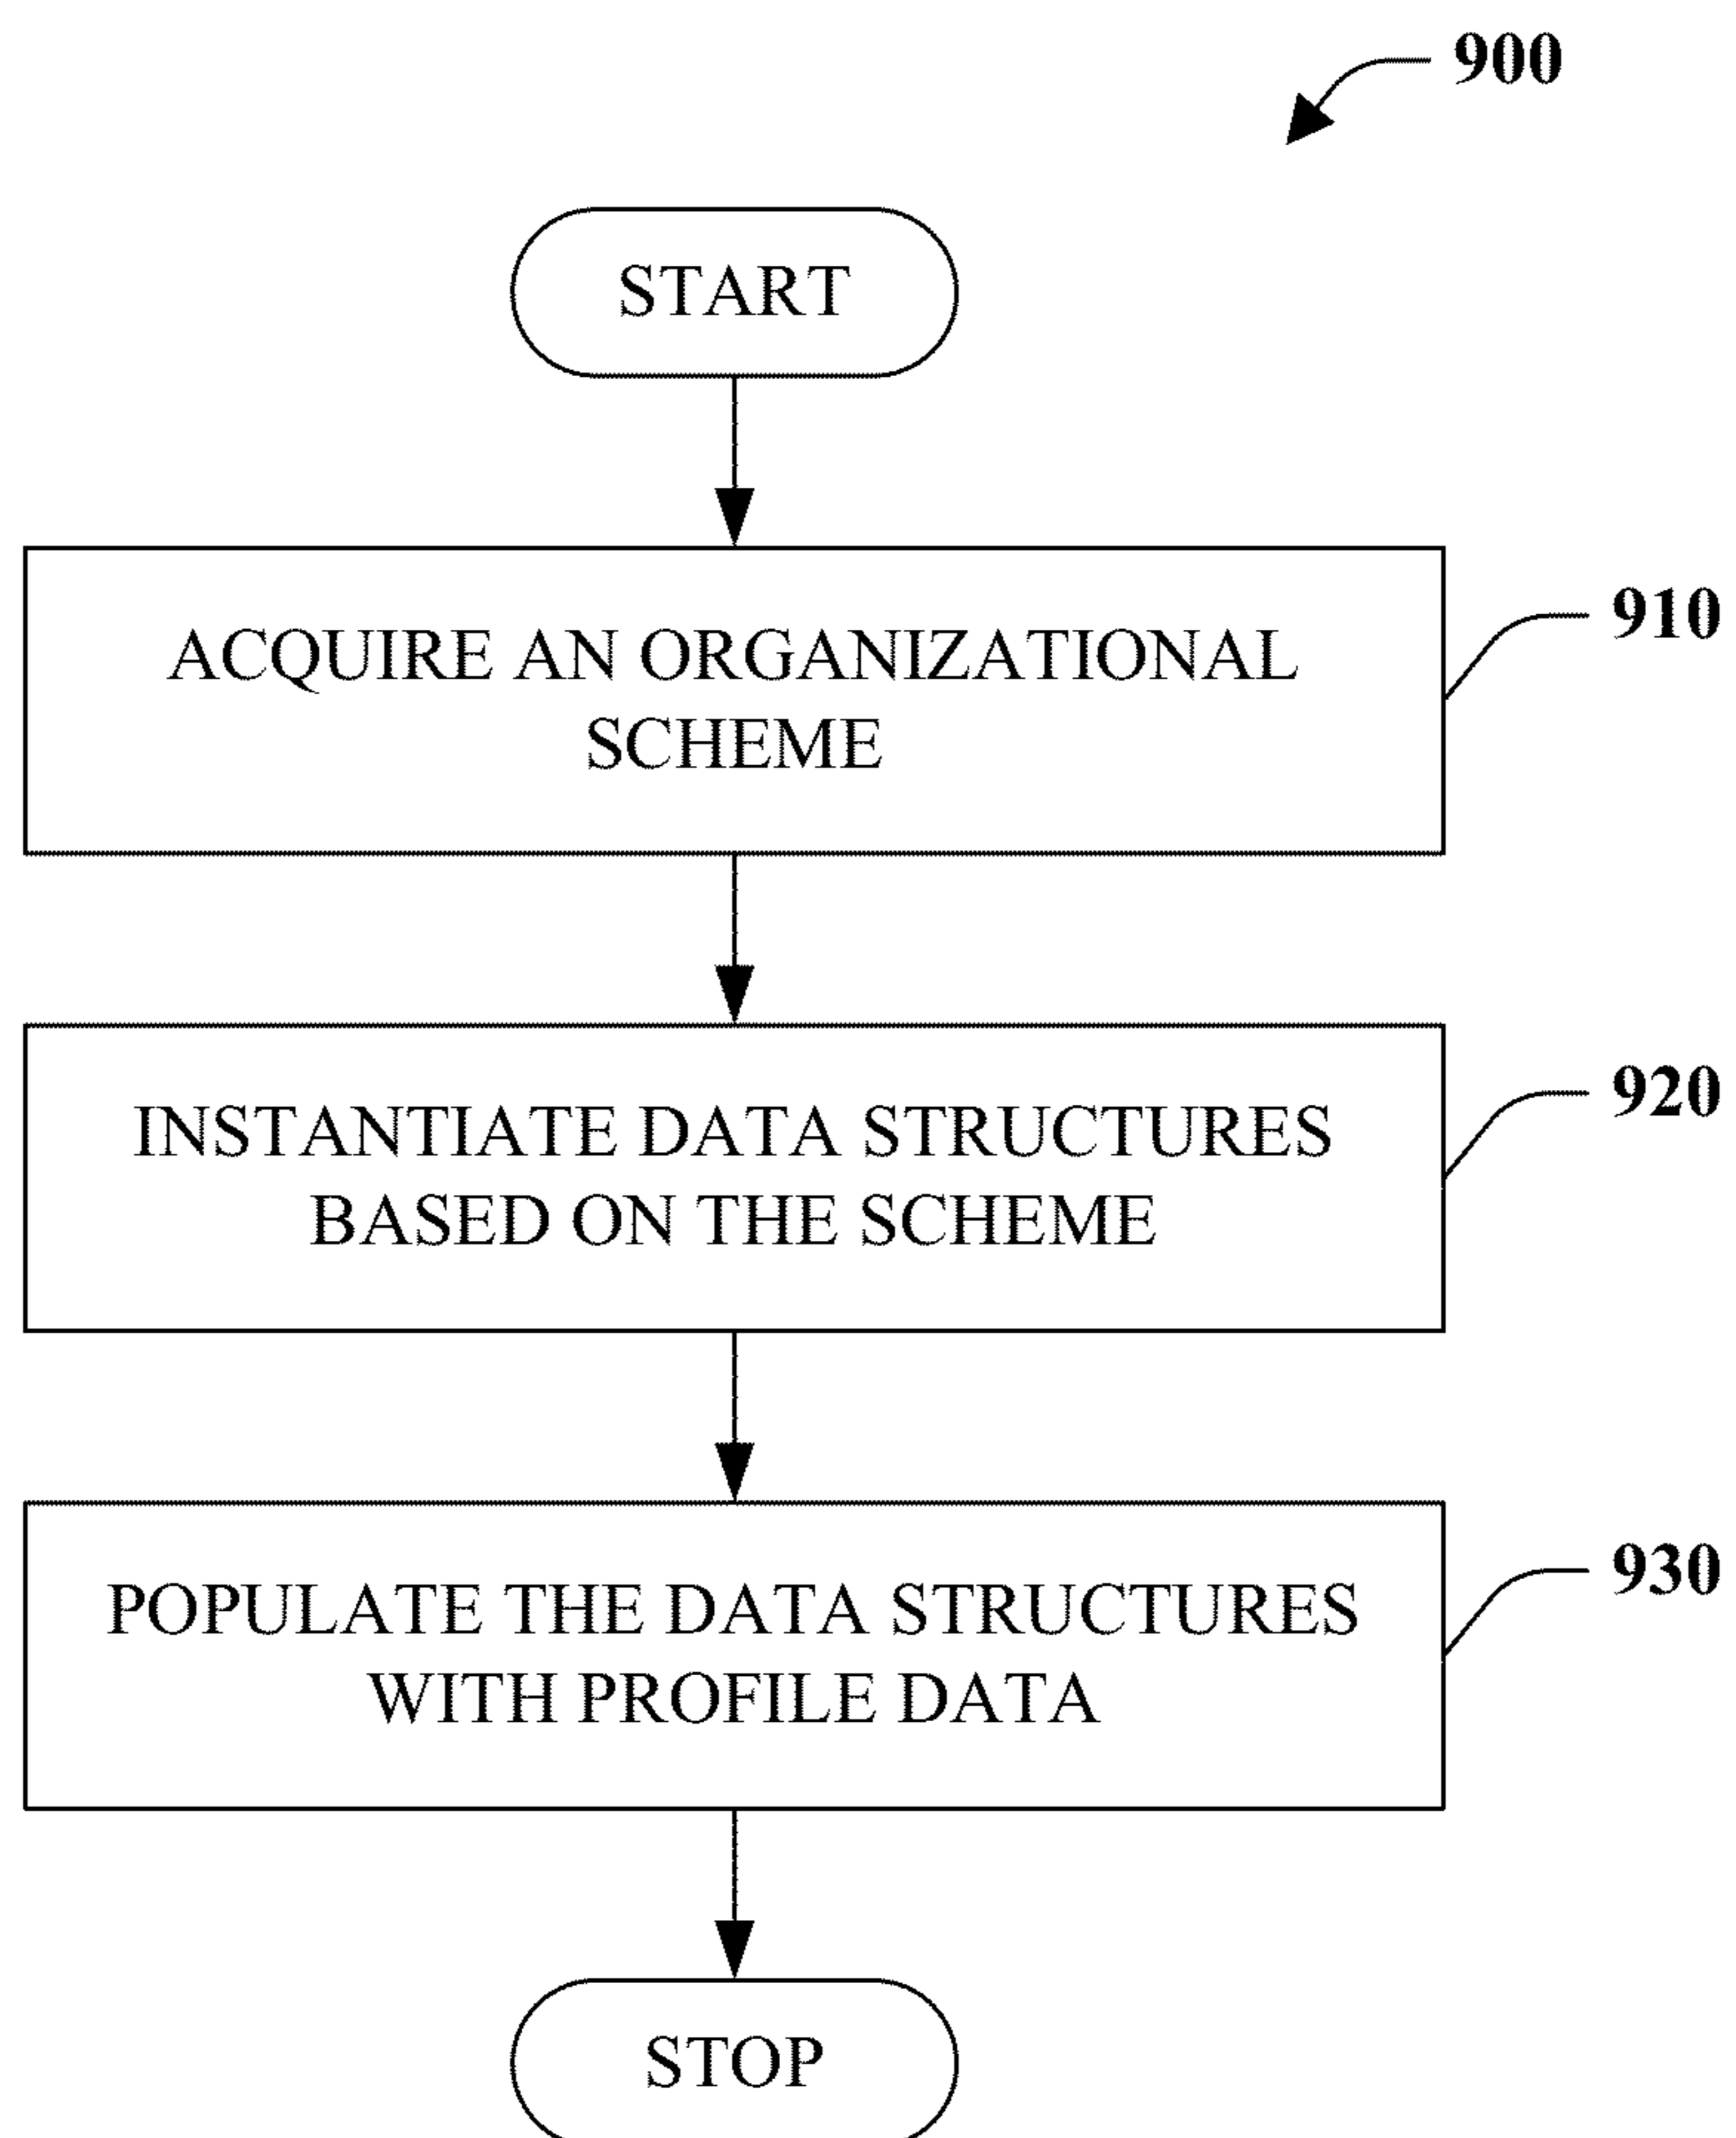 900
START
ACQUIRE AN ORGANIZATIONAL
SCHEME
910
INSTANTIATE DATA STRUCTURES
BASED ON THE SCHEME
920
POPULATE THE DATA STRUCTURES
WITH PROFILE DATA
930
STOP